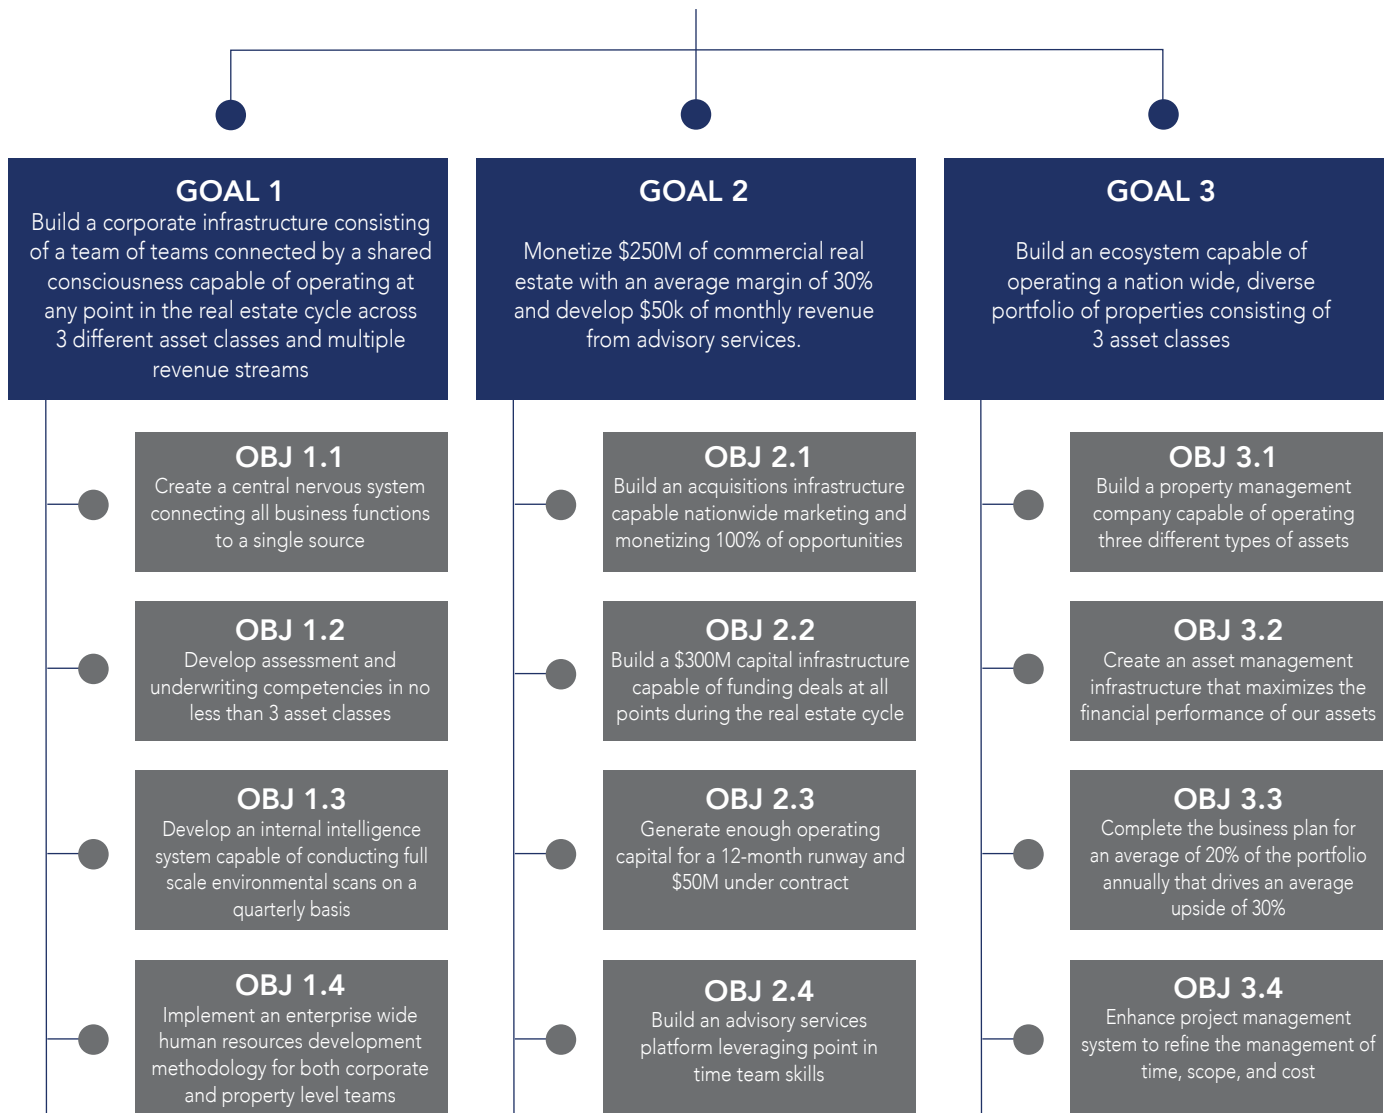 GOAL 1
Build a corporate infrastructure consisting
of a team of teams connected by a shared
consciousness capable of operating at
any point in the real estate cycle across
3 different asset classes and multiple
revenue streams
OBJ 1.1
Create a central nervous system
connecting all business functions
to a single source
OBJ 1.2
Develop assessment and
underwriting competencies in no
less than 3 asset classes
OBJ 1.3
Develop an internal intelligence
system capable of conducting full
scale environmental scans on a
quarterly basis
OBJ 1.4
Implement an enterprise wide
human resources development
methodology for both corporate
and property level teams
GOAL 2
Monetize $250M of commercial real
estate with an average margin of 30%
and develop $50k of monthly revenue
from advisory services.
OBJ 2.1
Build an acquisitions infrastructure
capable nationwide marketing and
monetizing 100% of opportunities
OBJ 2.2
Build a $300M capital infrastructure
capable of funding deals at all
points during the real estate cycle
OBJ 2.3
Generate enough operating
capital for a 12-month runway and
$50M under contract
OBJ 2.4
Build an advisory services
platform leveraging point in
time team skills
GOAL 3
Build an ecosystem capable of
operating a nation wide, diverse
portfolio of properties consisting of
3 asset classes
OBJ 3.1
Build a property management
company capable of operating
three different types of assets
OBJ 3.2
Create an asset management
infrastructure that maximizes the
financial performance of our assets
OBJ 3.3
Complete the business plan for
an average of 20% of the portfolio
annually that drives an average
upside of 30%
OBJ 3.4
Enhance project management
system to refine the management of
time, scope, and cost